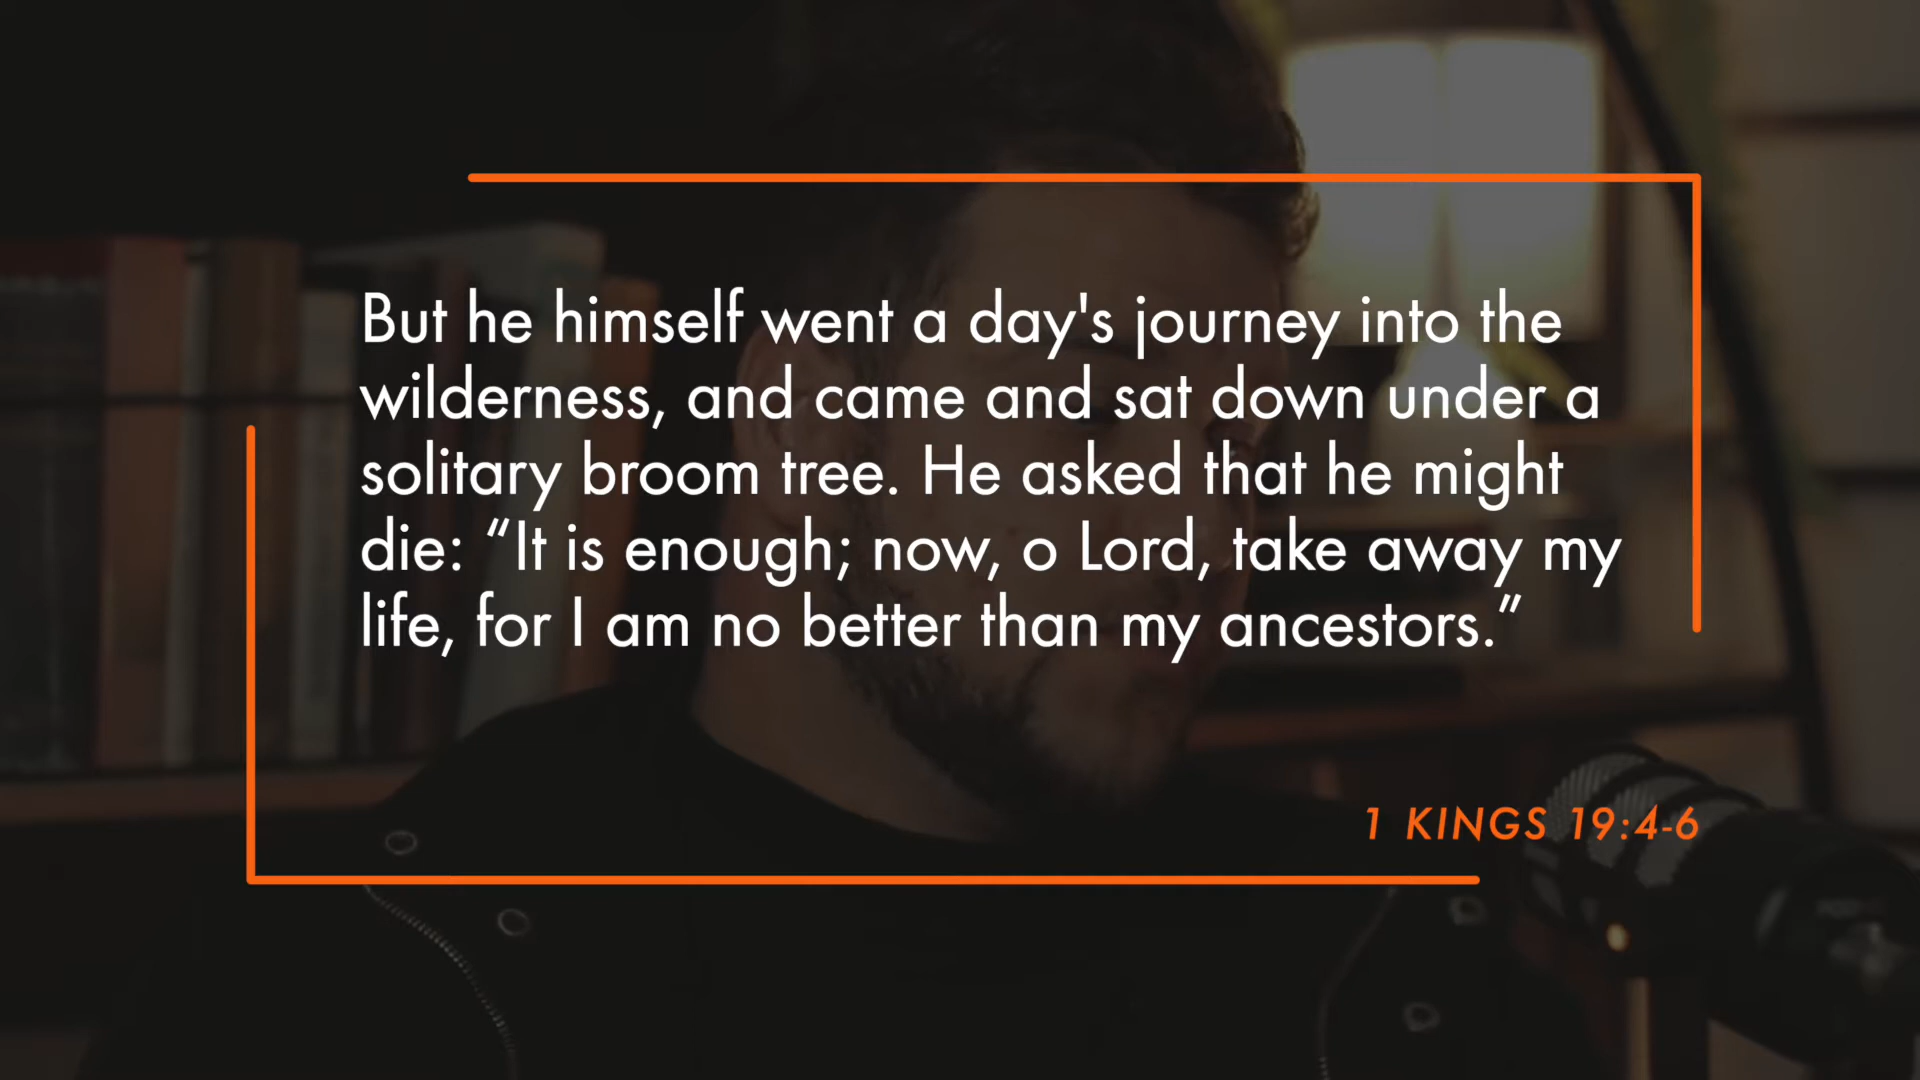 But he himself went a day's journey into the
wilderness, and came and sat down under a
solitary broom tree. He asked that he might
die: “It is enough; now, o Lord, take away my
life, for I am no better than my ancestors.”
1 KINGS 19:4-6